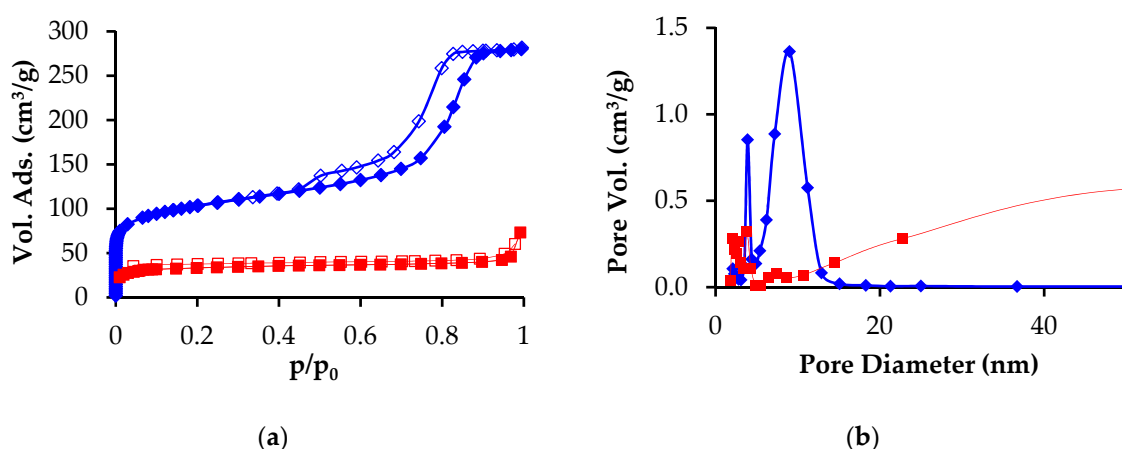 300
250
200
150
100
50
0
Vol. Ads. (cm³/g)
0 0.2 0.4 0.6 0.8 1
p/p₀
(a)
1.5
1.0
0.5
0.0
Pore Vol. (cm³/g)
0 20 40
Pore Diameter (nm)
(b)